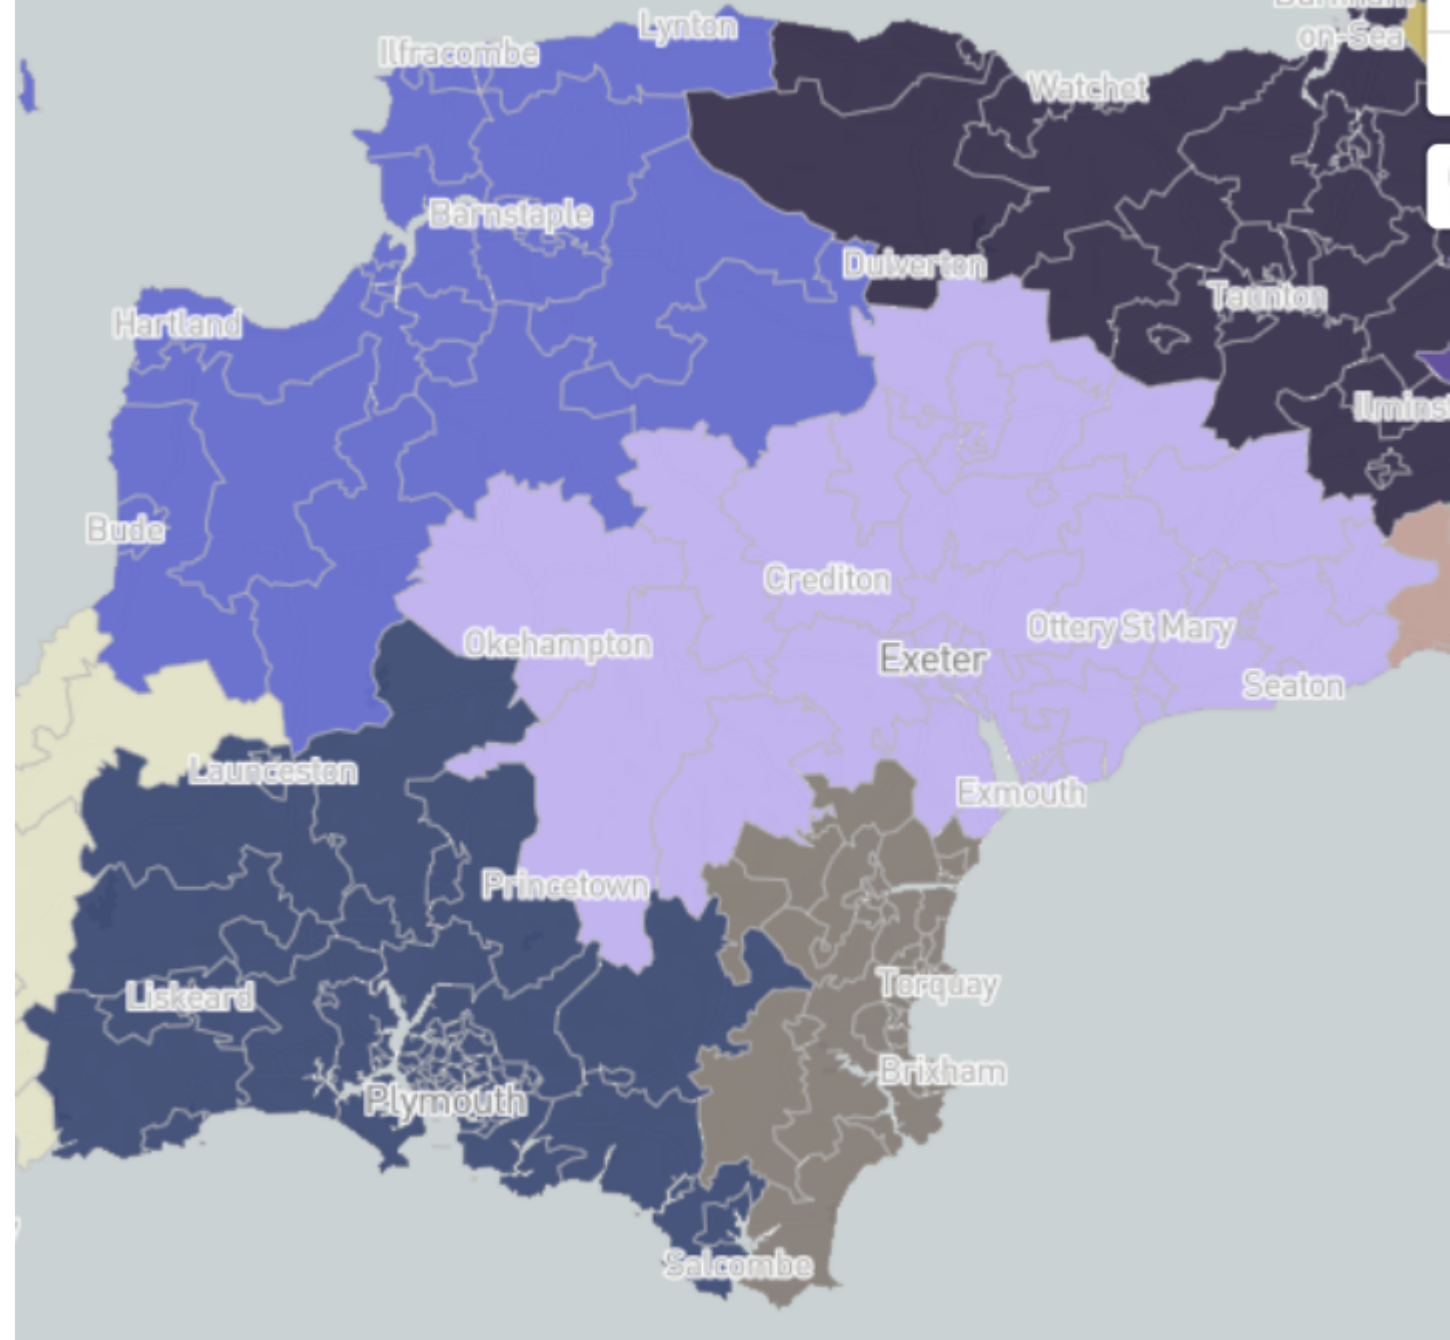 Lynton
Ilfracombe
on-Sea
Watchet
Barnstaple
Dulverton
Taunton
Hartland
Bude
Crediton
Ottery St Mary
Okehampton
Exeter
Seaton
Launceston
Exmouth
Princetown
Torquay
Liskeard
Brixham
Plymouth
Salcombe